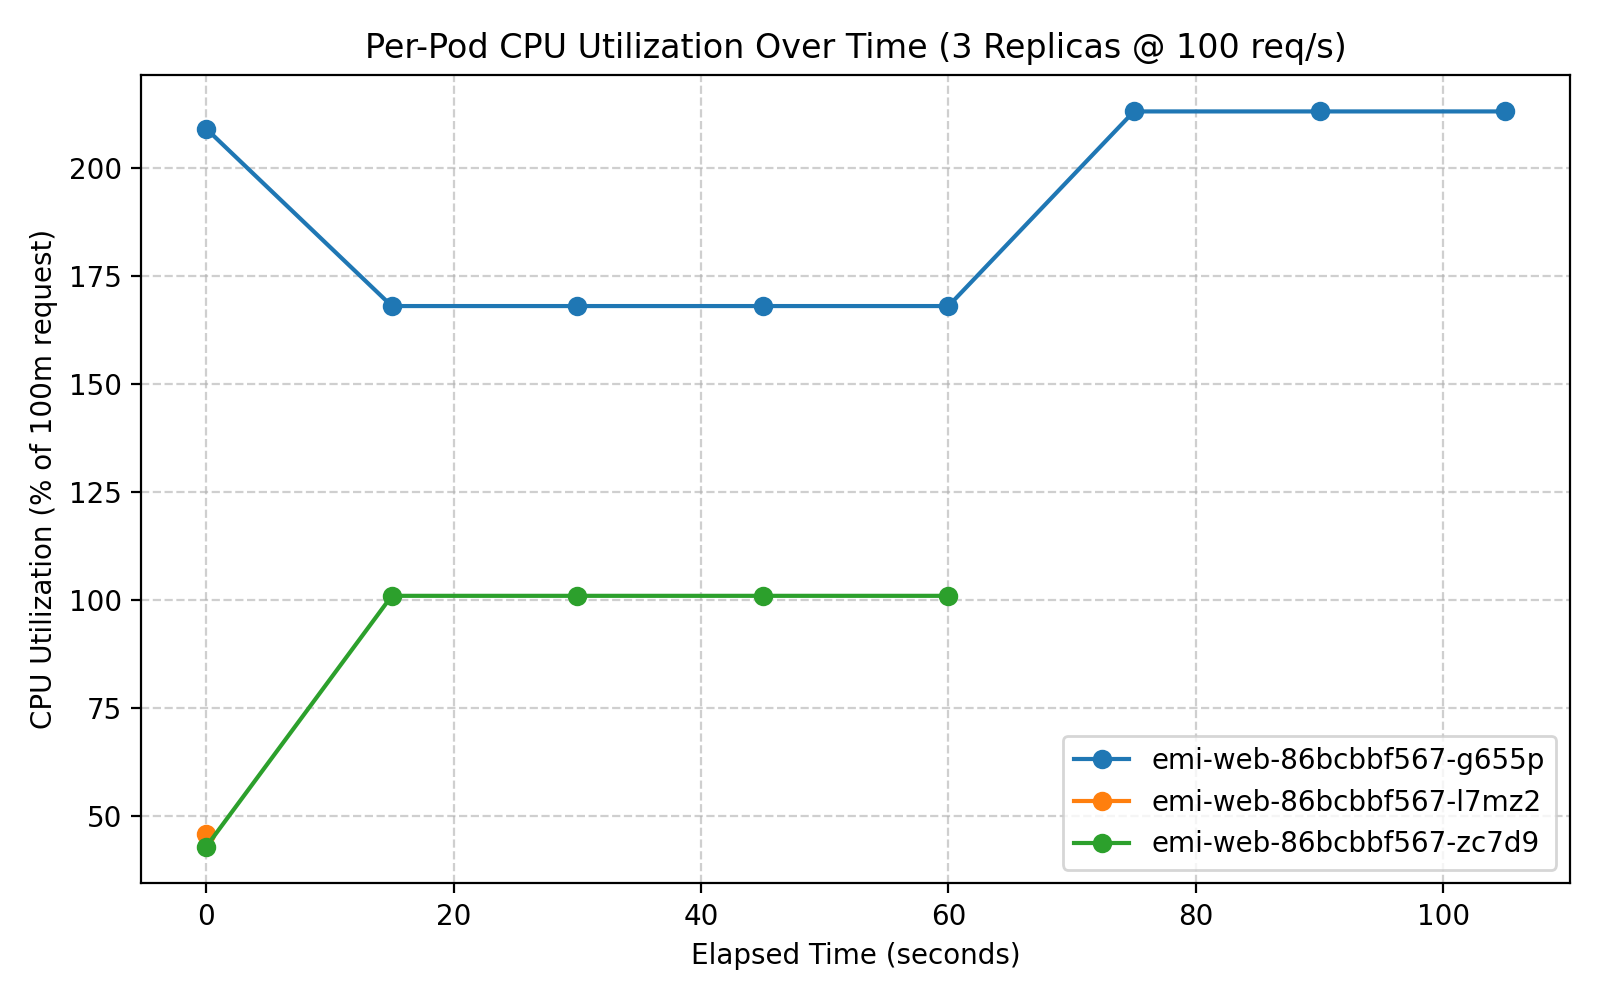 Per-Pod CPU Utilization Over Time (3 Replicas @ 100 req/s)
CPU Utilization (% of 100m request)
200
175
150
125
100
75
50
0 20 40 60 80 100
Elapsed Time (seconds)
emi-web-86bcbbf567-g655p
emi-web-86bcbbf567-l7mz2
emi-web-86bcbbf567-zc7d9